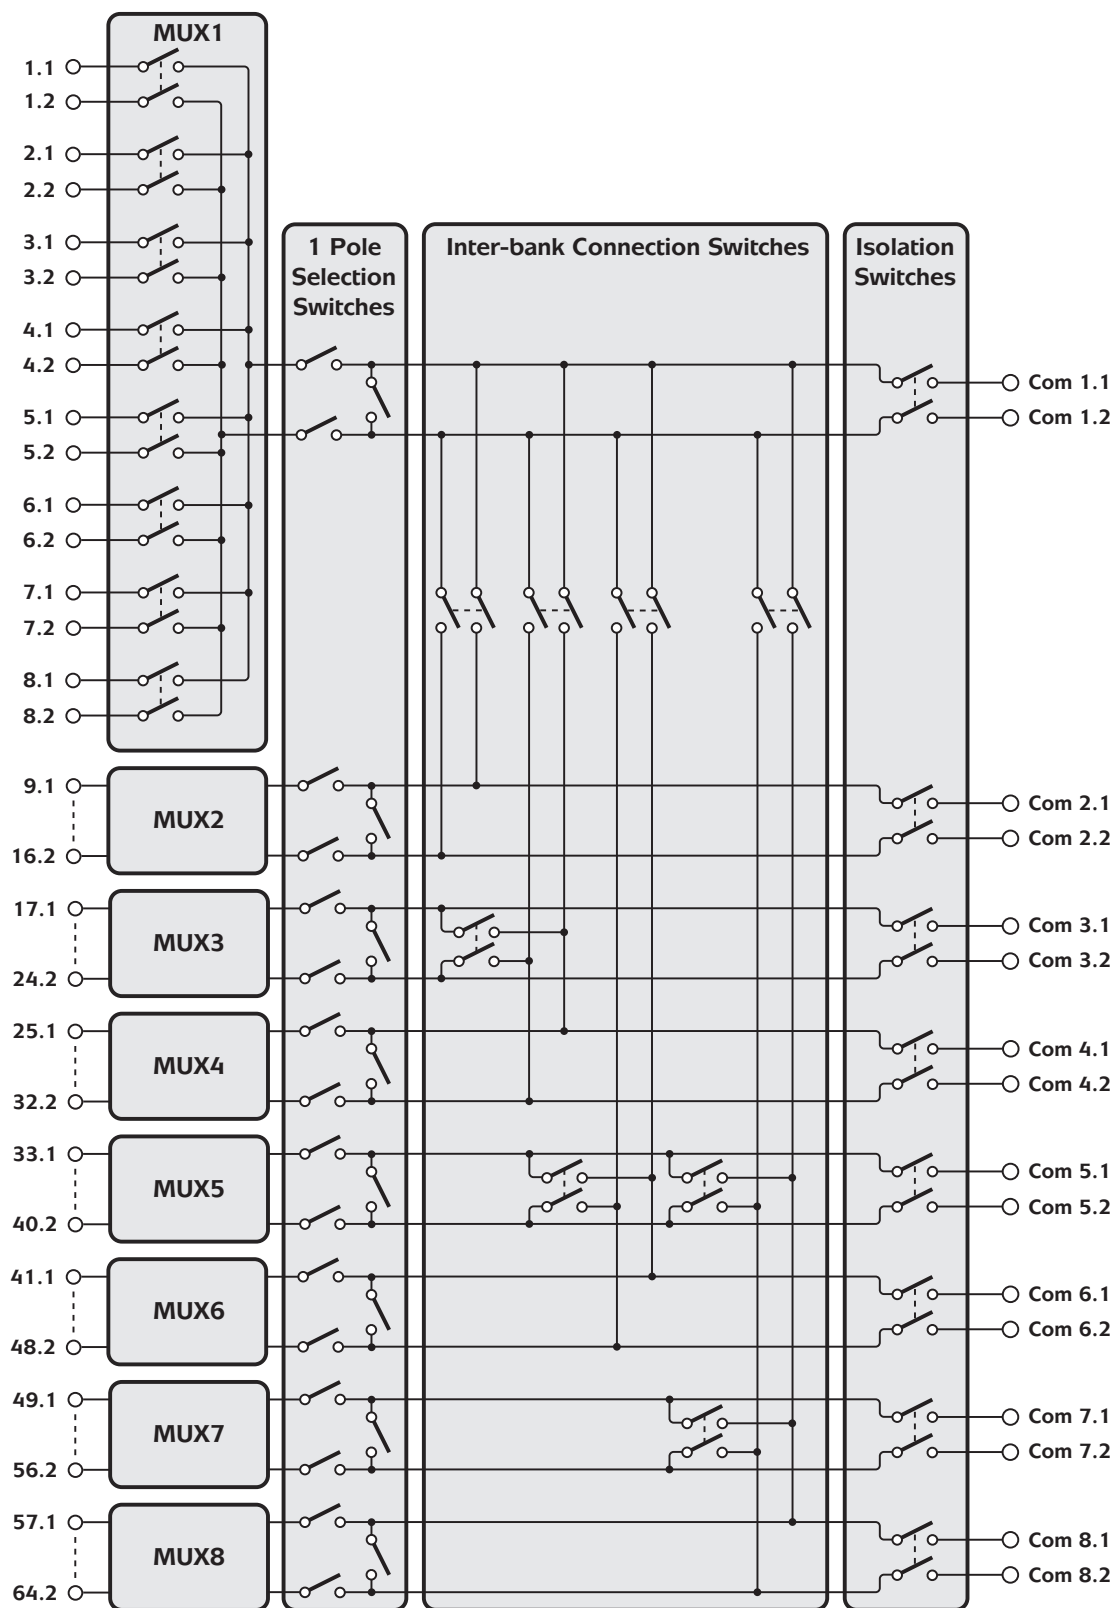 MUX1
1.1
1.2
2.1
2.2
3.1
3.2
4.1
4.2
5.1
5.2
6.1
6.2
7.1
7.2
8.1
8.2
1 Pole
Selection
Switches
Inter-bank Connection Switches
Isolation
Switches
Com 1.1
Com 1.2
9.1
MUX2
16.2
Com 2.1
Com 2.2
17.1
MUX3
24.2
Com 3.1
Com 3.2
25.1
MUX4
32.2
Com 4.1
Com 4.2
33.1
MUX5
40.2
Com 5.1
Com 5.2
41.1
MUX6
48.2
Com 6.1
Com 6.2
49.1
MUX7
56.2
Com 7.1
Com 7.2
57.1
MUX8
64.2
Com 8.1
Com 8.2